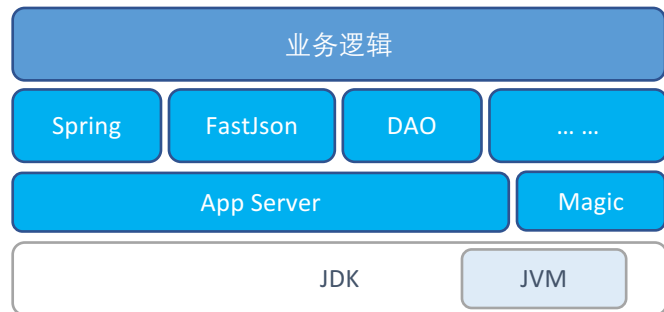 业务逻辑
Spring FastJson DAO ... ...
App Server Magic
JDK JVM